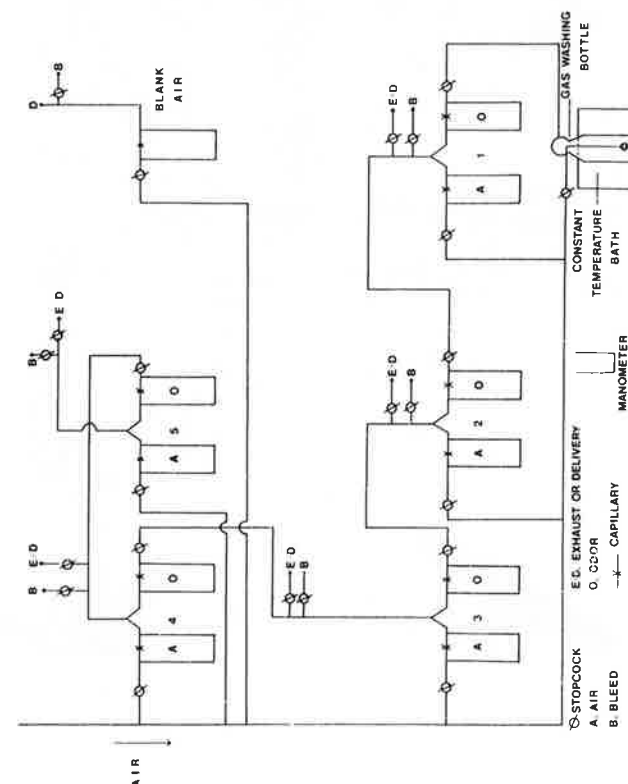 D
B
BLANK
AIR
B
E D
A
5
O
B
E-D
A
4
O
AIR
E D
B
A
3
O
E-D
B
A
2
O
E-D
B
A
1
O
GAS WASHING
BOTTLE
CONSTANT
TEMPERATURE
BATH
MANOMETER
STOPCOCK
A. AIR
B. BLEED
E-D. EXHAUST OR DELIVERY
O. ODOR
CAPILLARY